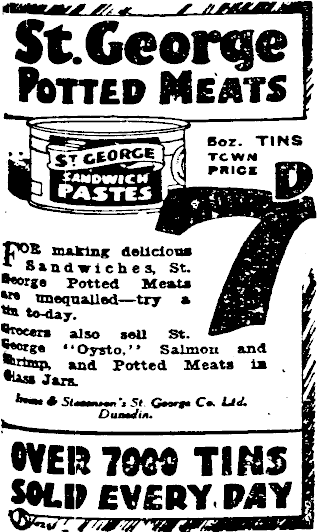 St. George
POTTED MEATS
ST GEORGE
SANDWICH
PASTES
5oz. TINS
TOWN
PRICE
7D
FOR making delicious
Sandwiches, St.
George Potted Meats
are unequalled—try a
tin to-day.
Grocers also sell St.
George "Oysto," Salmon and
Shrimp, and Potted Meats in
Glass Jars.
& Stevenson's St. George Co. Ltd.
Dunedin.
OVER 7000 TINS
SOLD EVERY DAY